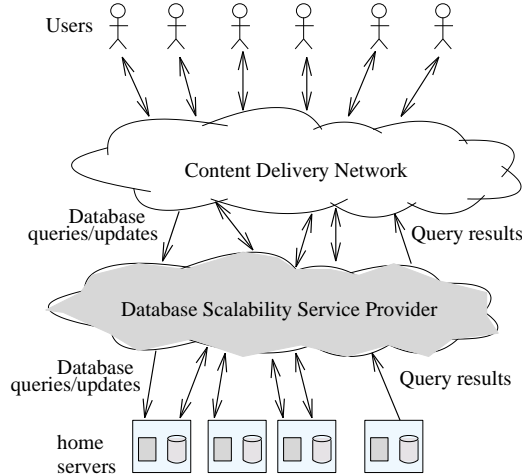 Users
Content Delivery Network
Database
queries/updates
Query results
Database Scalability Service Provider
Database
queries/updates
Query results
home
servers